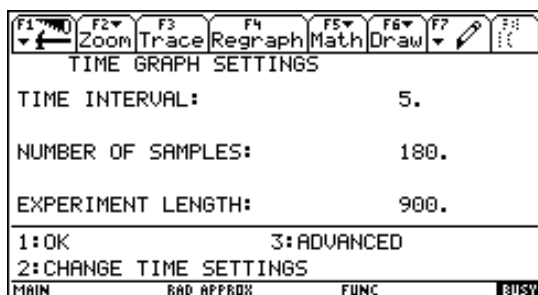 F1 F2 Zoom F3 Trace F4 Regraph F5 Math F6 Draw F7
TIME GRAPH SETTINGS
TIME INTERVAL: 5.
NUMBER OF SAMPLES: 180.
EXPERIMENT LENGTH: 900.
1:OK 3:ADVANCED
2:CHANGE TIME SETTINGS
MAIN RAD APPROX FUNC BUSY